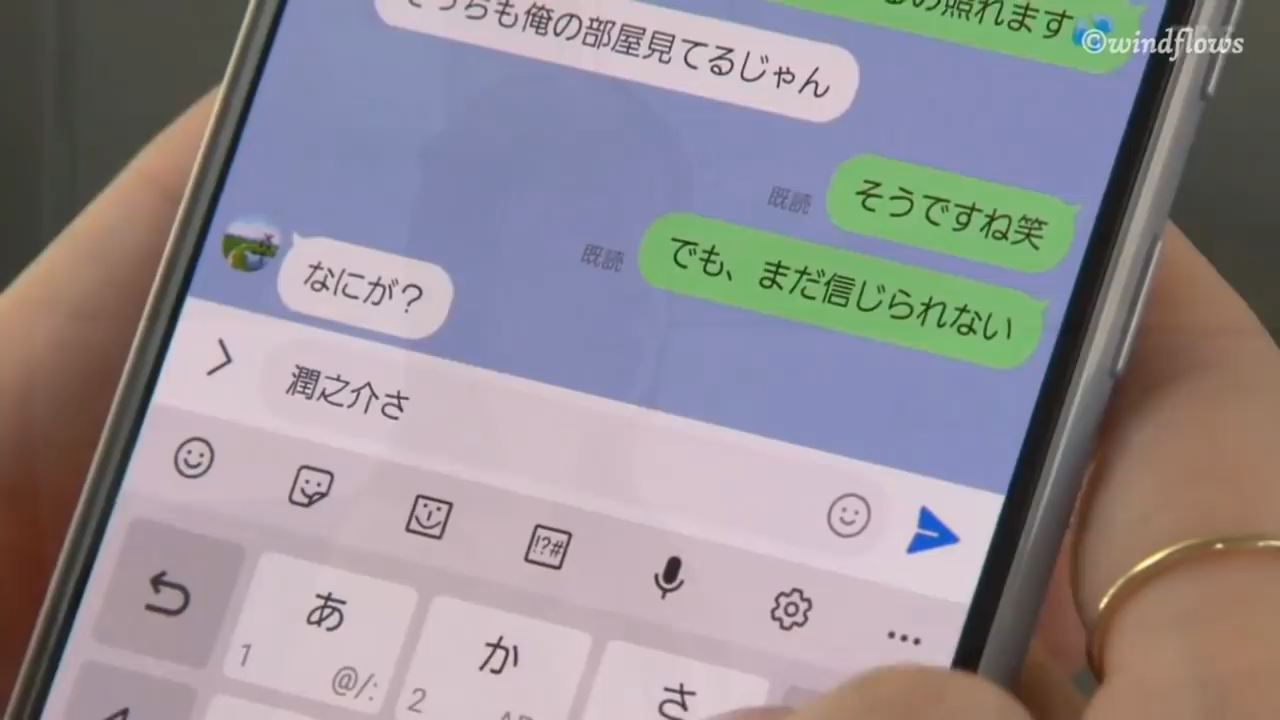 の照れます
©windflows
そっちも俺の部屋見てるじゃん
既読
そうですね笑
既読
でも、まだ信じられない
なにが？
潤之介さ
!?#
あ
1
@/:
か
2
さ